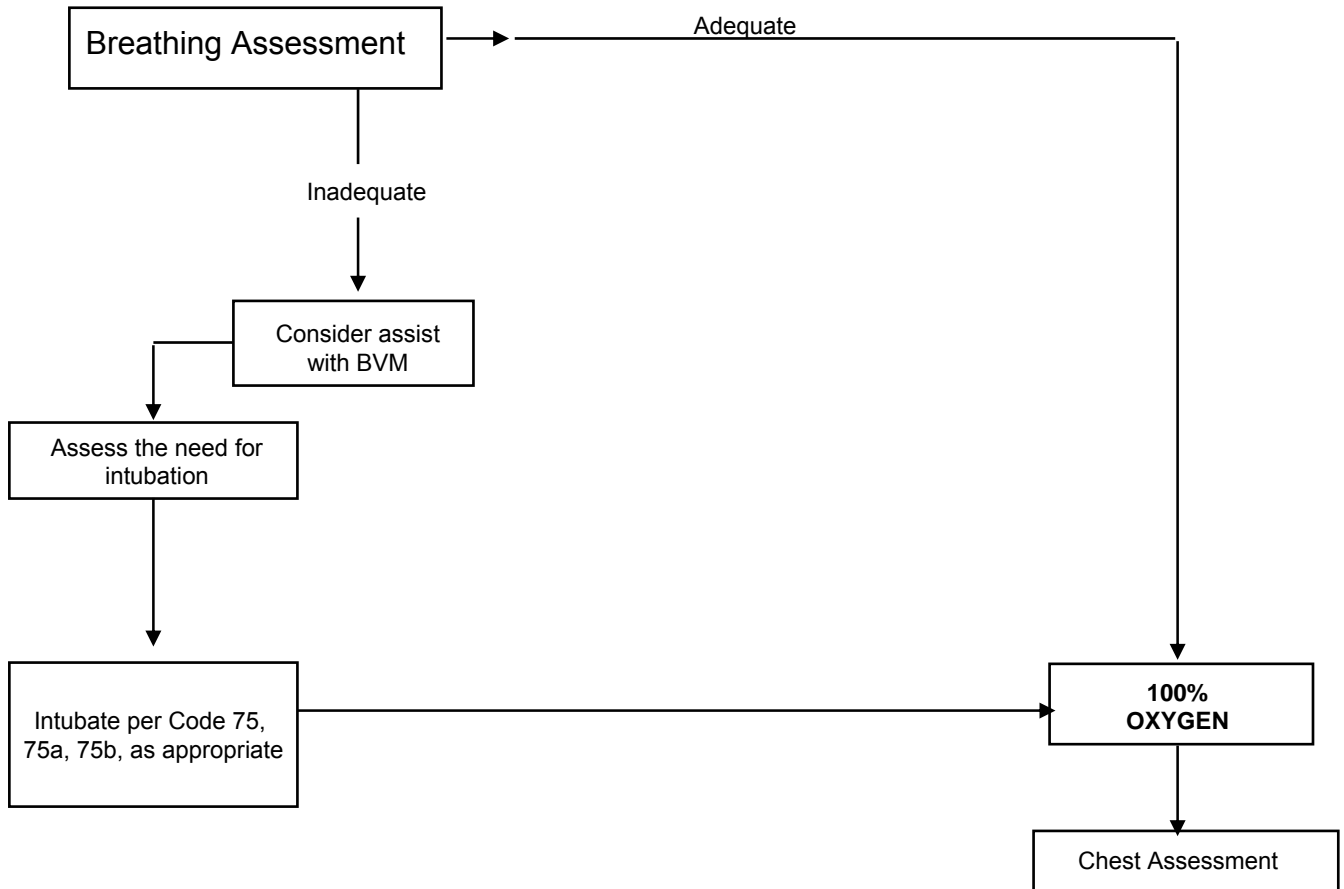 Breathing Assessment
Adequate
Inadequate
Consider assist
with BVM
Assess the need for
intubation
Intubate per Code 75,
75a, 75b, as appropriate
100%
OXYGEN
Chest Assessment